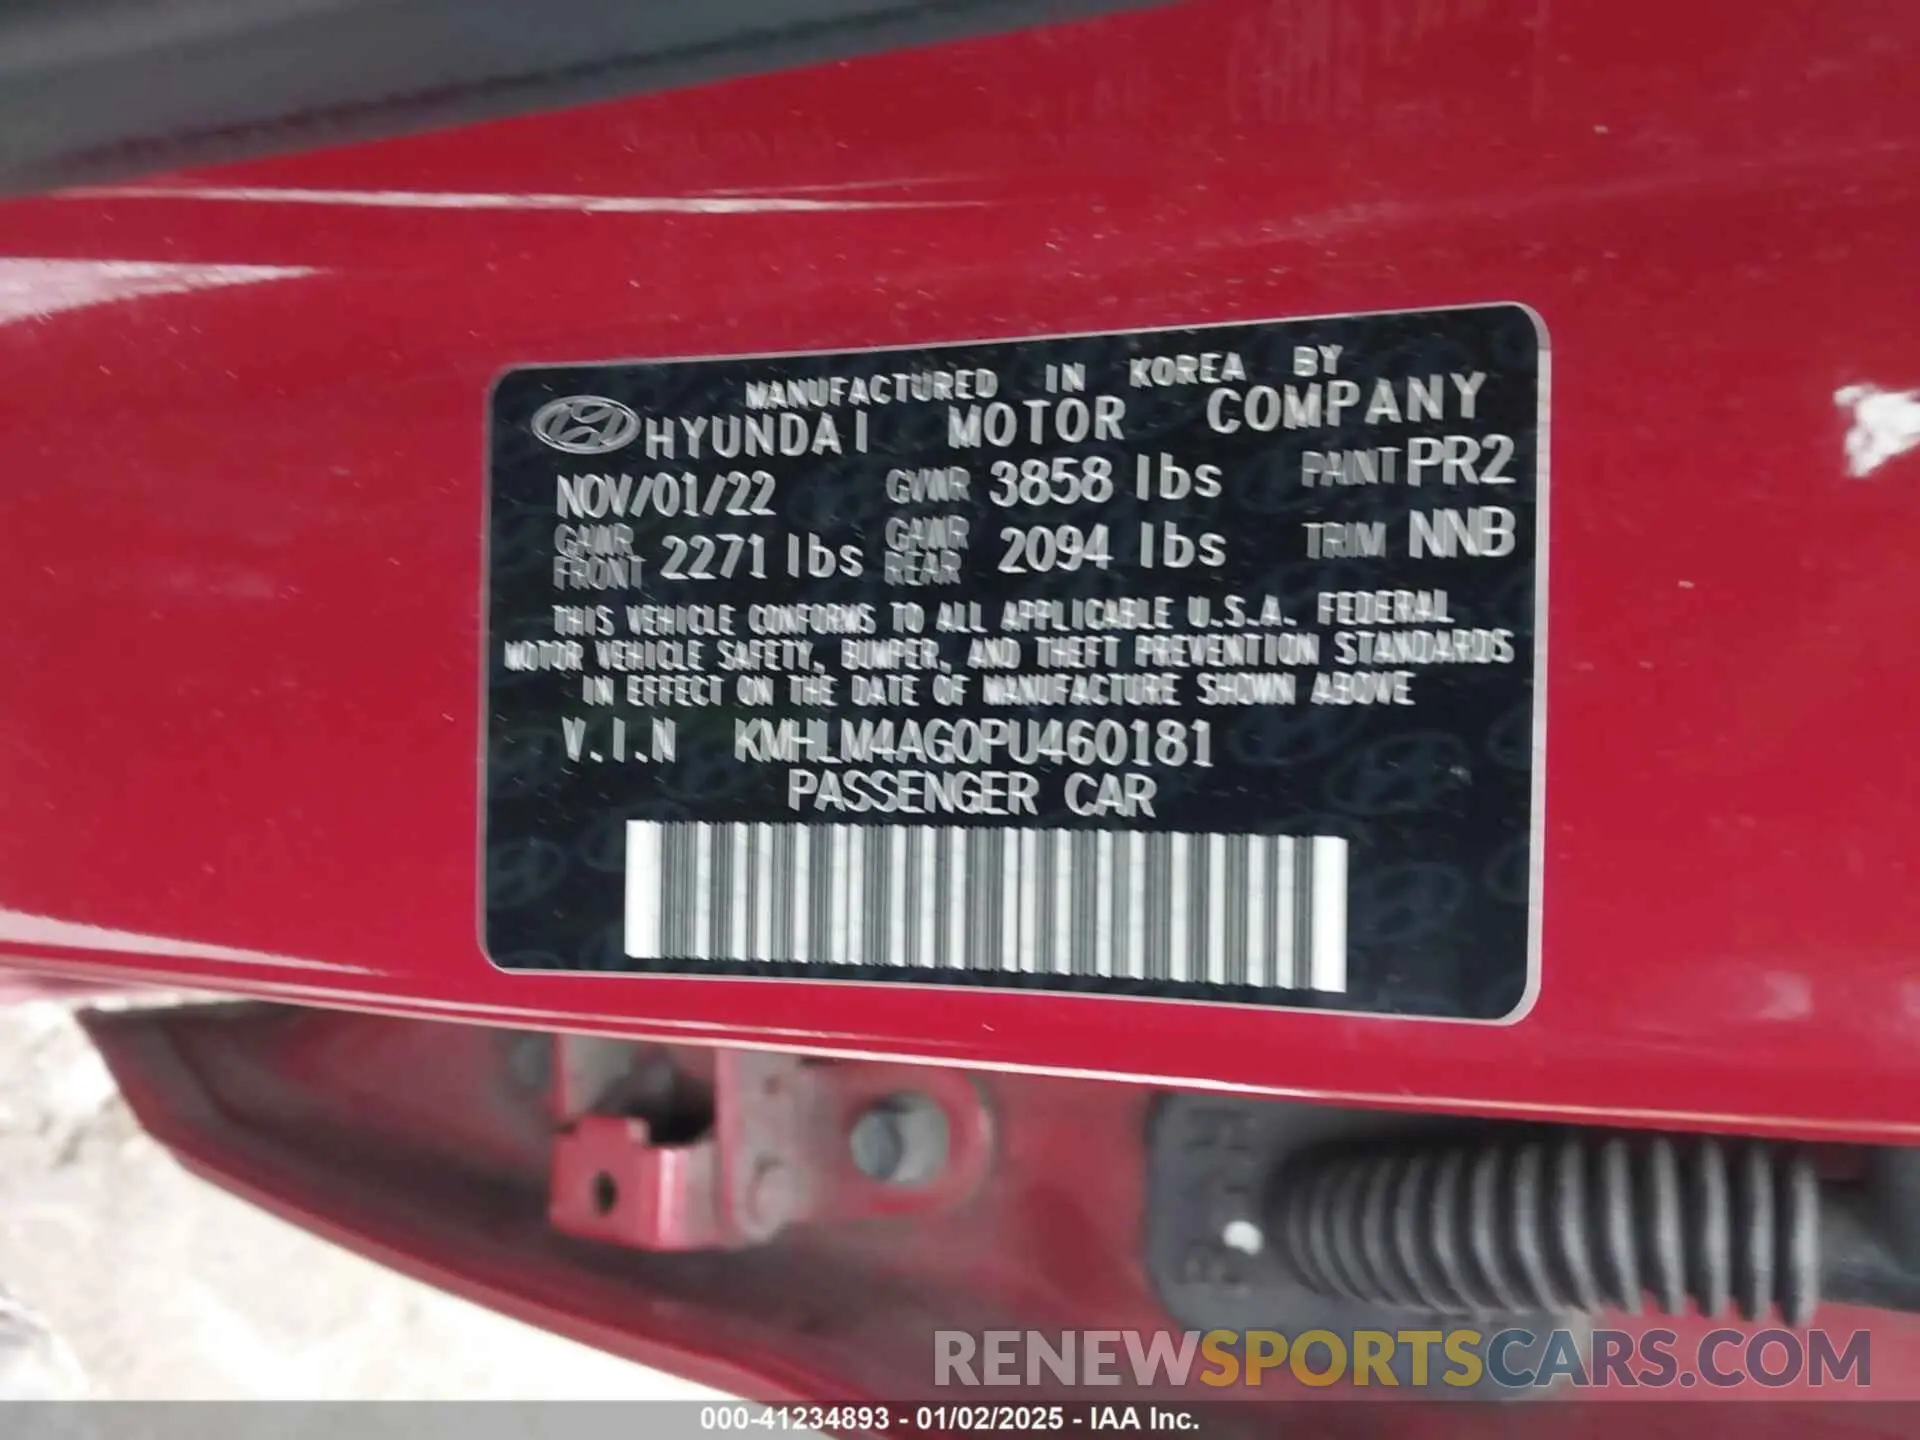 MANUFACTURED IN KOREA BY
HYUNDAI MOTOR COMPANY
NOV/01/22 GVWR 3858 lbs PAINT PR2
GAWR FRONT 2271 lbs GAWR REAR 2094 lbs TRIM NNB
THIS VEHICLE CONFORMS TO ALL APPLICABLE U.S.A. FEDERAL
MOTOR VEHICLE SAFETY, BUMPER, AND THEFT PREVENTION STANDARDS
IN EFFECT ON THE DATE OF MANUFACTURE SHOWN ABOVE
V.I.N KMHLM4AG0PU460181
PASSENGER CAR
RENEWSPORTSCARS.COM
000-41234893 - 01/02/2025 - IAA Inc.